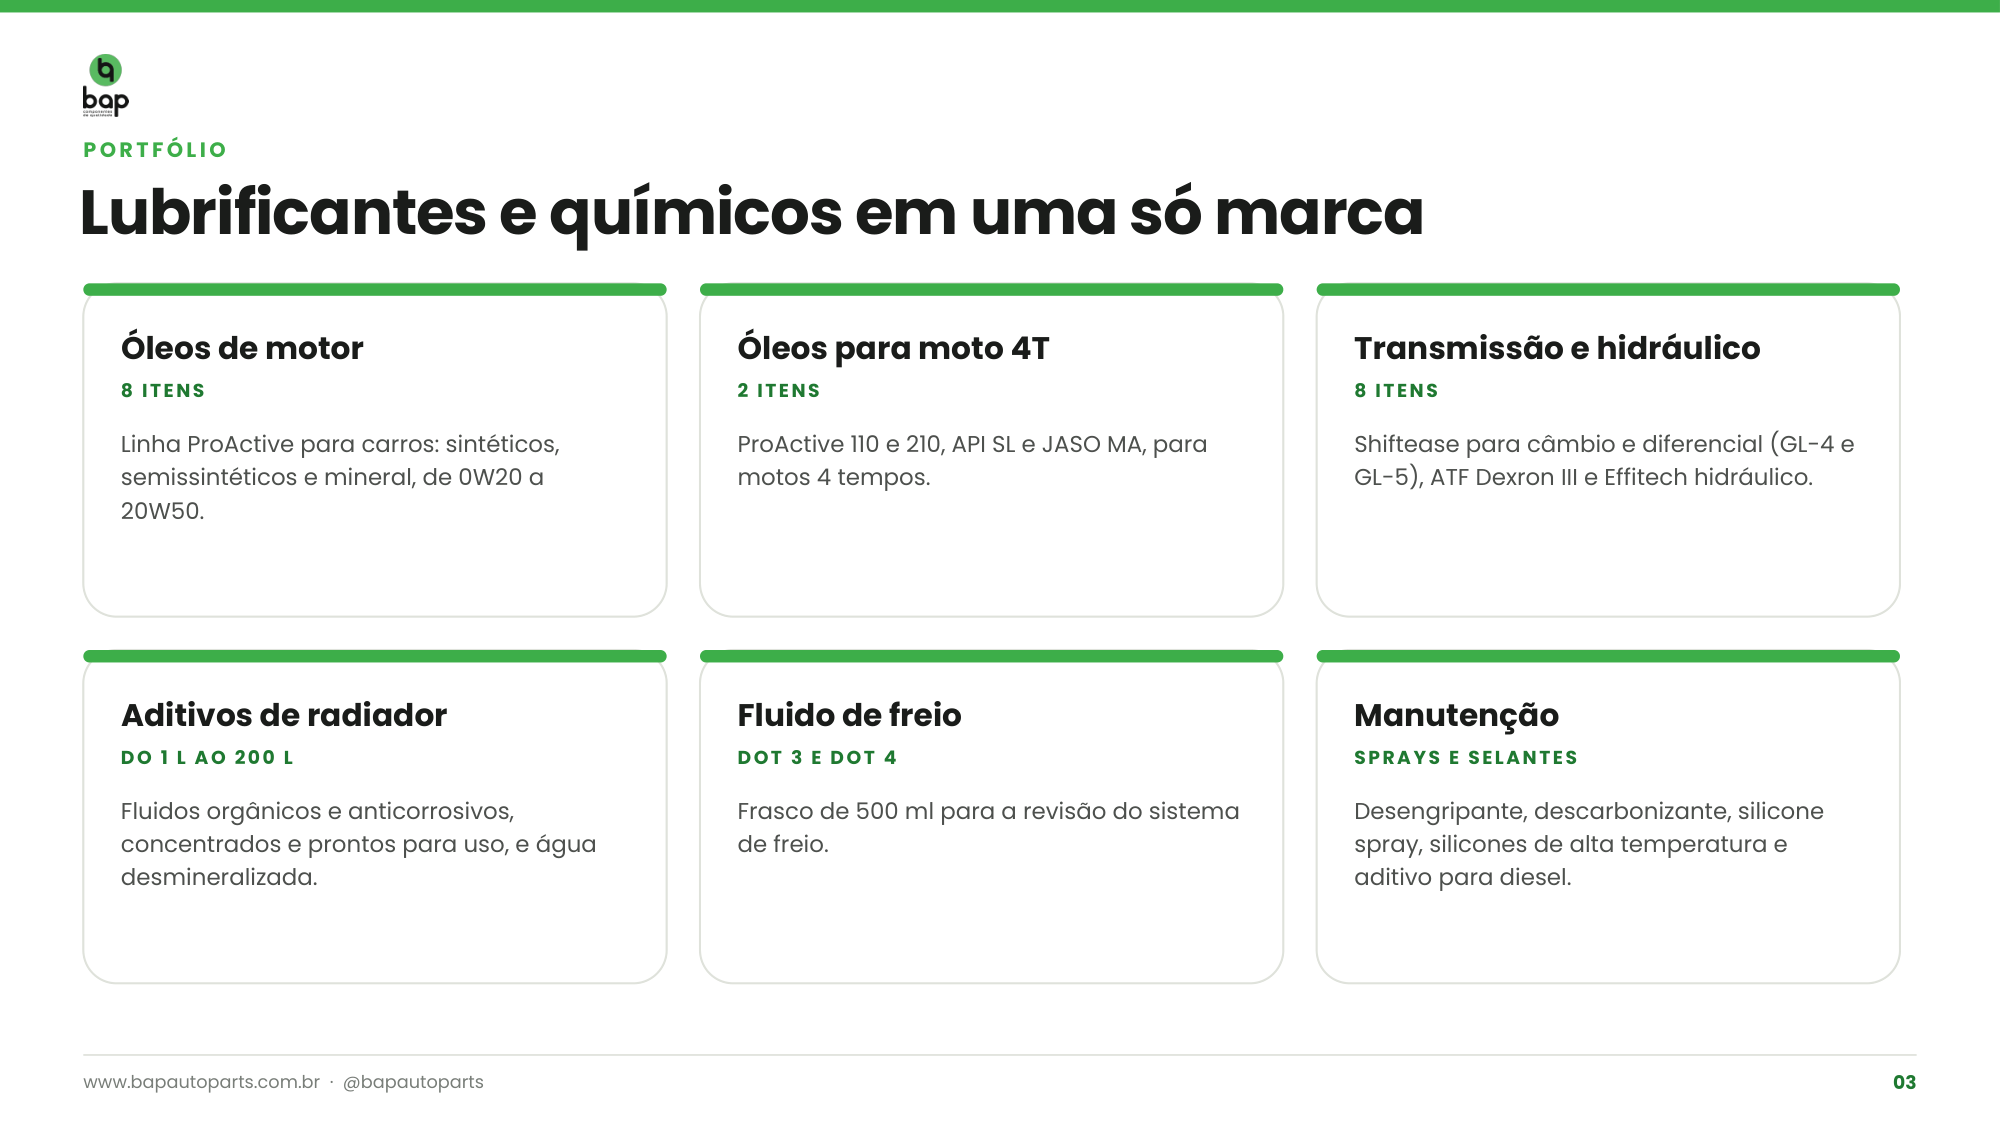 bap
PORTFÓLIO
Lubrificantes e químicos em uma só marca
Óleos de motor
8 ITENS
Linha ProActive para carros: sintéticos,
semissintéticos e mineral, de 0W20 a
20W50.
Óleos para moto 4T
2 ITENS
ProActive 110 e 210, API SL e JASO MA, para
motos 4 tempos.
Transmissão e hidráulico
8 ITENS
Shiftease para câmbio e diferencial (GL-4 e
GL-5), ATF Dexron III e Effitech hidráulico.
Aditivos de radiador
DO 1 L AO 200 L
Fluidos orgânicos e anticorrosivos,
concentrados e prontos para uso, e água
desmineralizada.
Fluido de freio
DOT 3 E DOT 4
Frasco de 500 ml para a revisão do sistema
de freio.
Manutenção
SPRAYS E SELANTES
Desengripante, descarbonizante, silicone
spray, silicones de alta temperatura e
aditivo para diesel.
www.bapautoparts.com.br · @bapautoparts
03